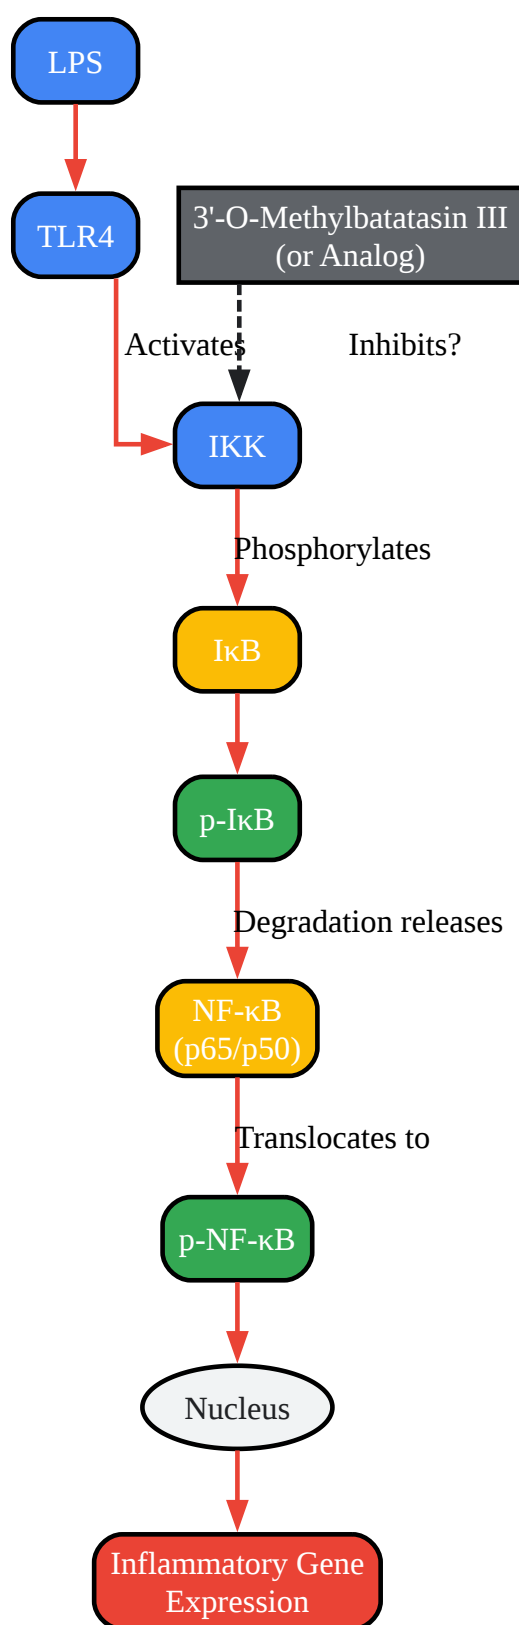 LPS
TLR4
3'-O-Methylbatatasin III
(or Analog)
Activates
Inhibits?
IKK
Phosphorylates
IκB
p-IκB
Degradation releases
NF-κB
(p65/p50)
Translocates to
p-NF-κB
Nucleus
Inflammatory Gene
Expression